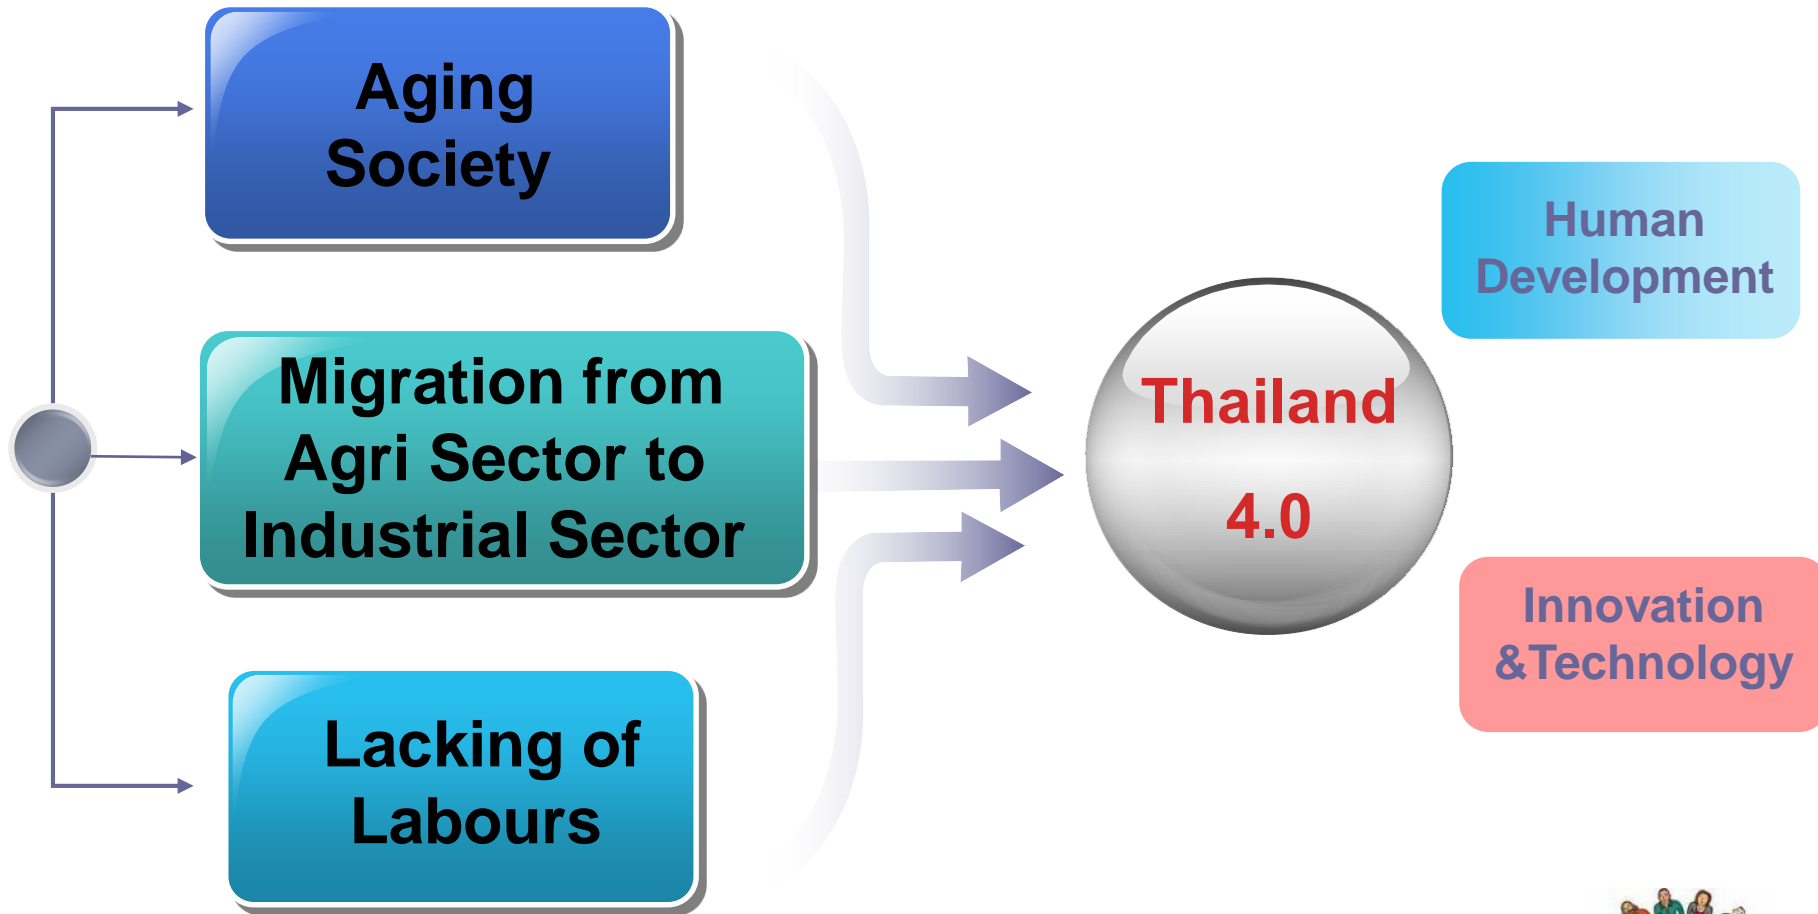 Aging
Society
Migration from
Agri Sector to
Industrial Sector
Lacking of
Labours
Thailand
4.0
Human
Development
Innovation
&Technology